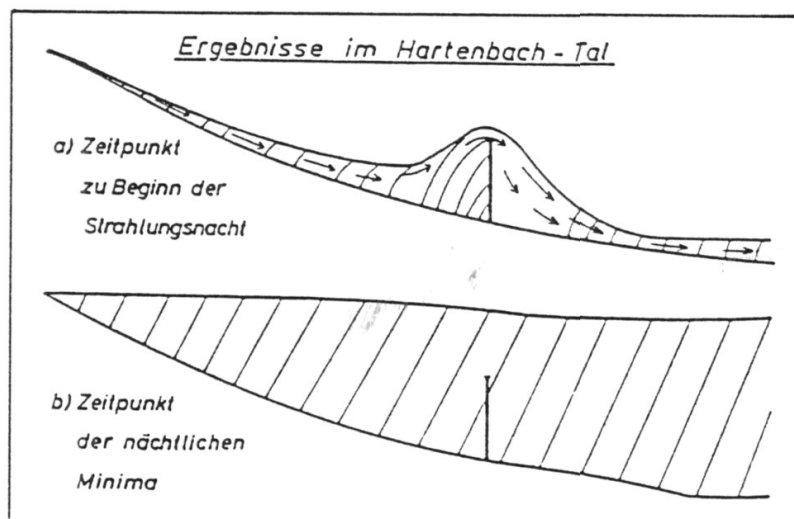 Ergebnisse im Hartenbach - Tal
a) Zeitpunkt
zu Beginn der
Strahlungsnacht
b) Zeitpunkt
der nächtlichen
Minima